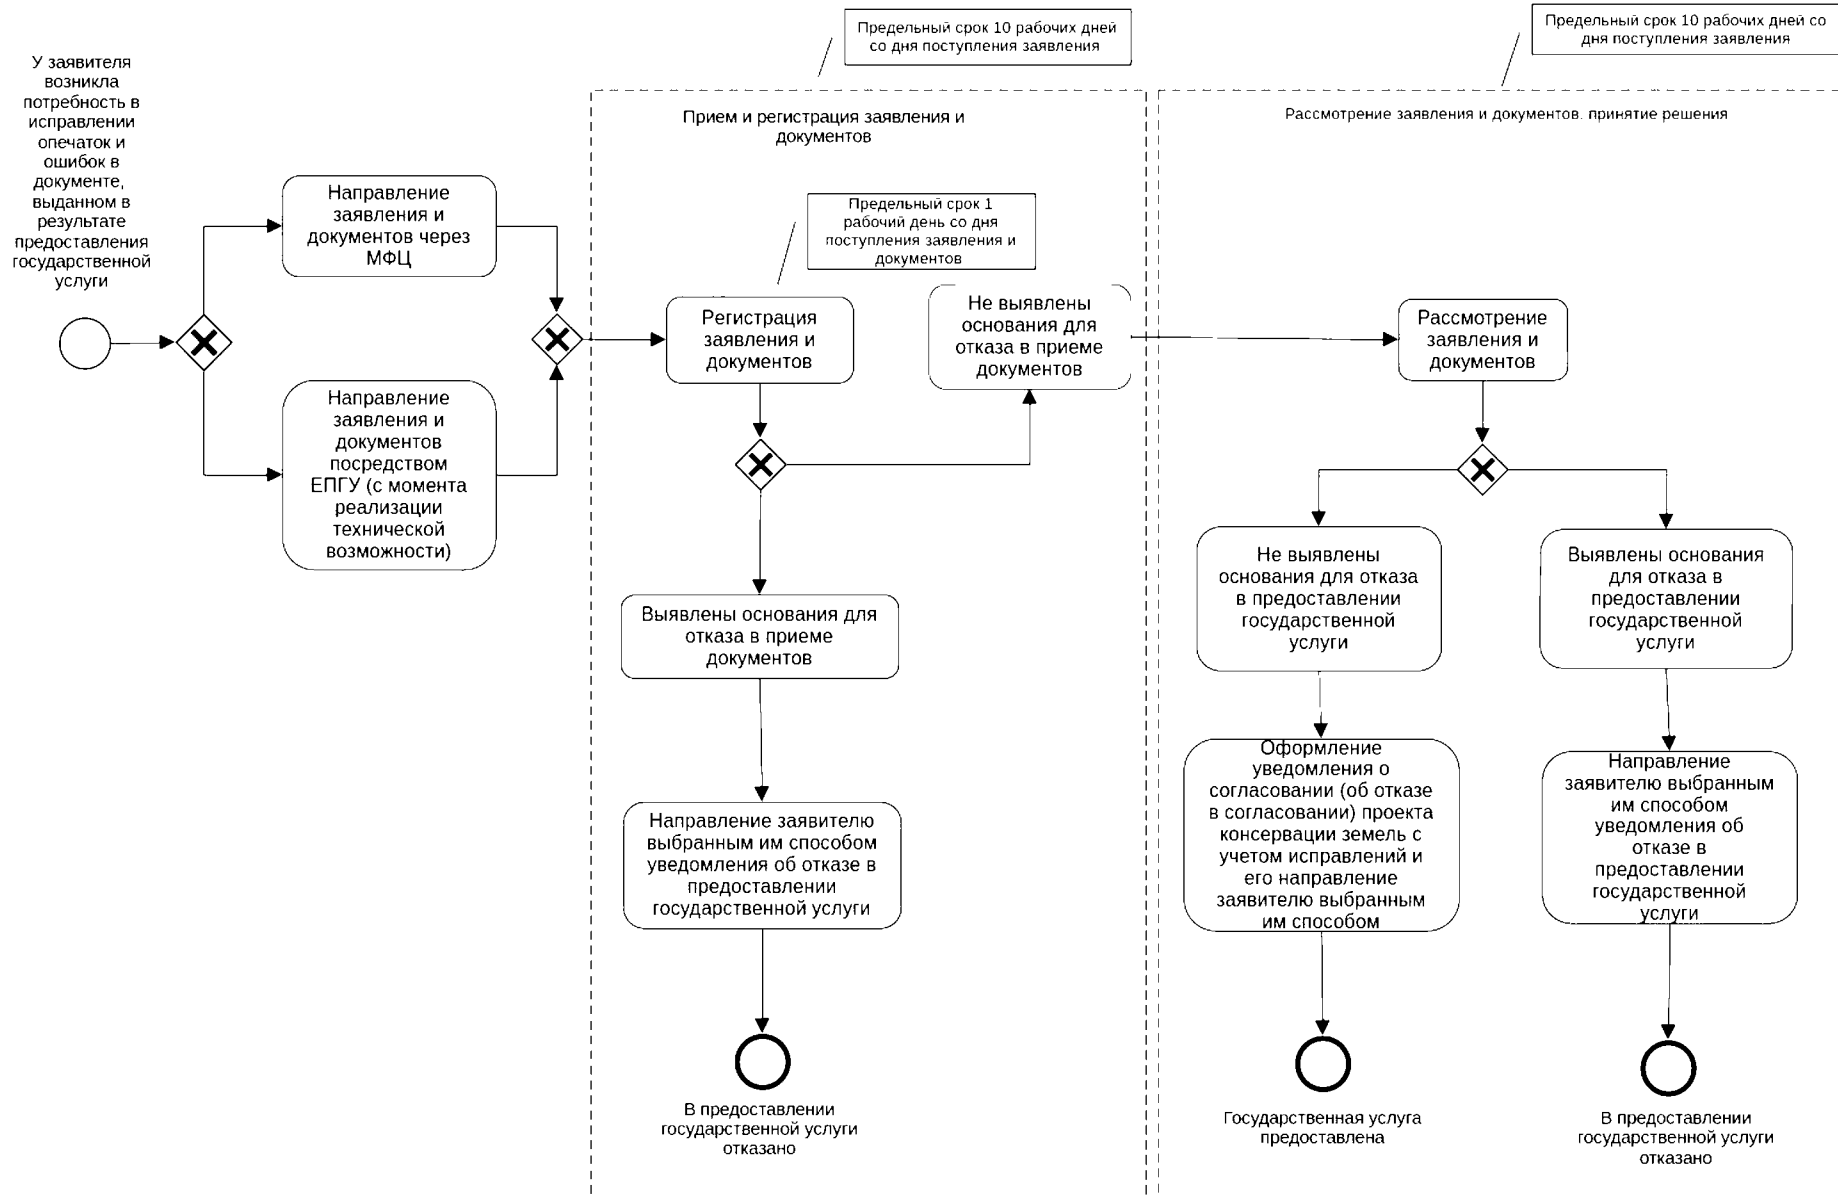 Предельный срок 10 рабочих дней
со дня поступления заявления
Предельный срок 10 рабочих дней со
дня поступления заявления
У заявителя
возникла
потребность в
исправлении
опечаток и
ошибок в
документе,
выданном в
результате
предоставления
государственной
услуги
Прием и регистрация заявления и
документов
Рассмотрение заявления и документов. принятие решения
Направление
заявления и
документов через
МФЦ
Предельный срок 1
рабочий день со дня
поступления заявления и
документов
Направление
заявления и
документов
посредством
ЕПГУ (с момента
реализации
технической
возможности)
Регистрация
заявления и
документов
Не выявлены
основания для
отказа в приеме
документов
Рассмотрение
заявления и
документов
Выявлены основания для
отказа в приеме
документов
Не выявлены
основания для отказа
в предоставлении
государственной
услуги
Выявлены основания
для отказа в
предоставлении
государственной
услуги
Направление заявителю
выбранным им способом
уведомления об отказе в
предоставлении
государственной услуги
Оформление
уведомления о
согласовании (об отказе
в согласовании) проекта
консервации земель с
учетом исправлений и
его направление
заявителю выбранным
им способом
Направление
заявителю выбранным
им способом
уведомления об
отказе в
предоставлении
государственной
услуги
В предоставлении
государственной услуги
отказано
Государственная услуга
предоставлена
В предоставлении
государственной услуги
отказано